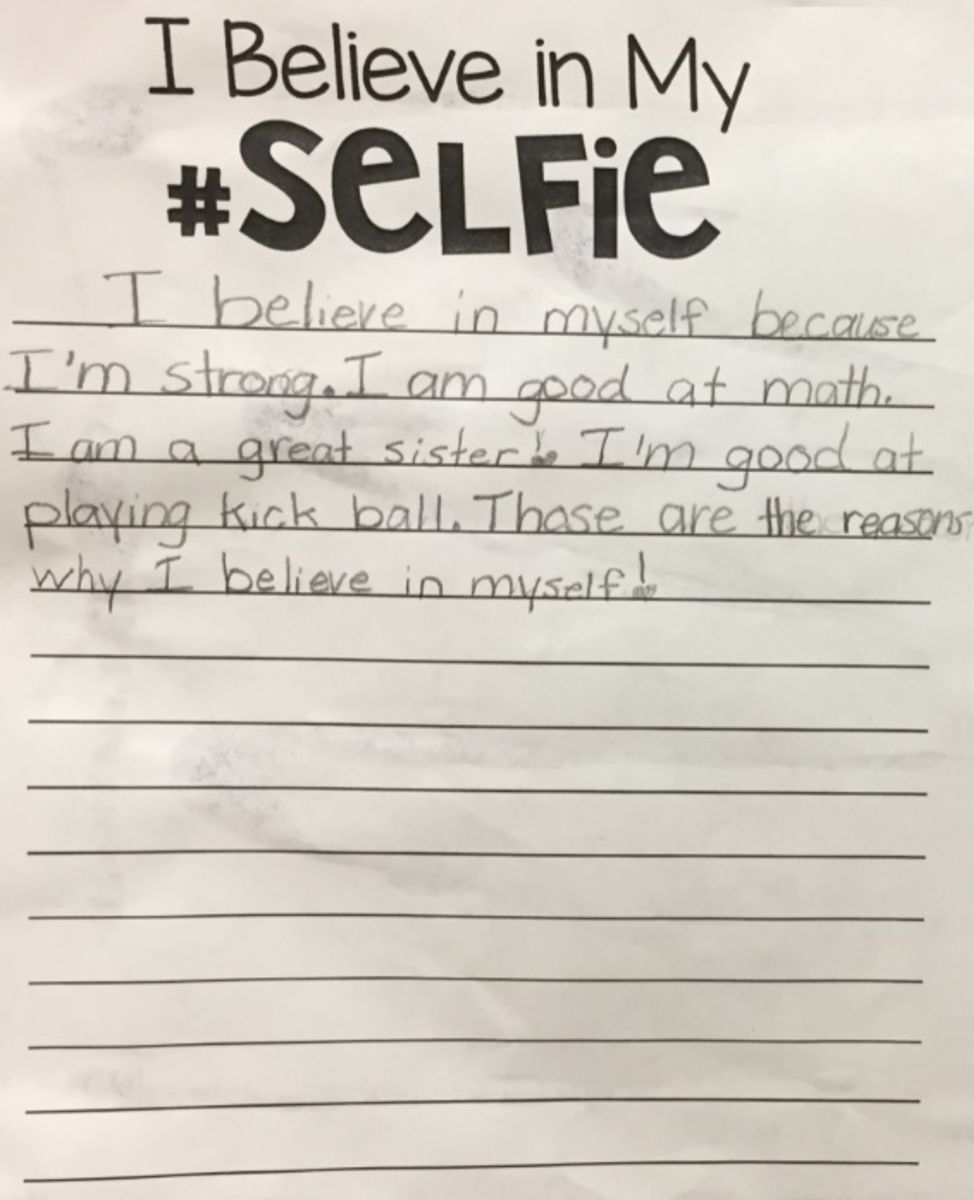 I Believe in My
#SELFie
I believe in myself because
I'm strong. I am good at math.
I am a great sister! I'm good at
playing kick ball. Those are the reasons
why I believe in myself!